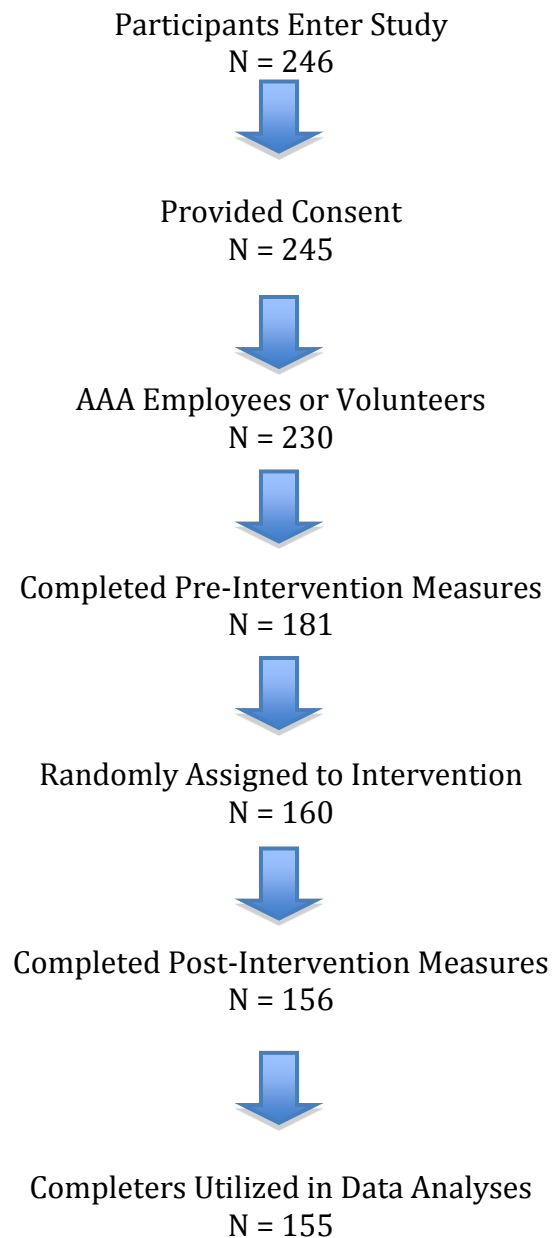 Participants Enter Study
N = 246
Provided Consent
N = 245
AAA Employees or Volunteers
N = 230
Completed Pre-Intervention Measures
N = 181
Randomly Assigned to Intervention
N = 160
Completed Post-Intervention Measures
N = 156
Completers Utilized in Data Analyses
N = 155